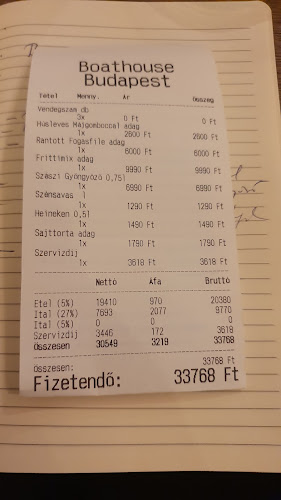 Boathouse
Budapest
Tétel Menny. Ár Összeg
Vendégszám db
3x 0 Ft 0 Ft
Húsleves Májgombóccal adag
1x 2600 Ft 2600
Rántott Fogasfilé adag
1x 6000 Ft 6000 Ft
Frittimix adag
1x 9990 Ft 9990 Ft
Szászi Gyöngyöző 0,75l
1x 6990 Ft 6990 Ft
Szénsavas 1
1x 1290 Ft 1290 Ft
Heineken 0,5l
1x 1490 Ft 1490 Ft
Sajttorta adag
1x 1790 Ft 1790 Ft
Szervizdíj
1x 3618 Ft 3618 Ft
Nettó Áfa Bruttó
Étel (5%) 19410 970 20380
Ital (27%) 7693 2077 9770
Ital (5%) 0 0 0
Szervizdíj 3446 172 3618
Összesen 30549 3219 33768
Összesen: 33768 Ft
Fizetendő: 33768 Ft